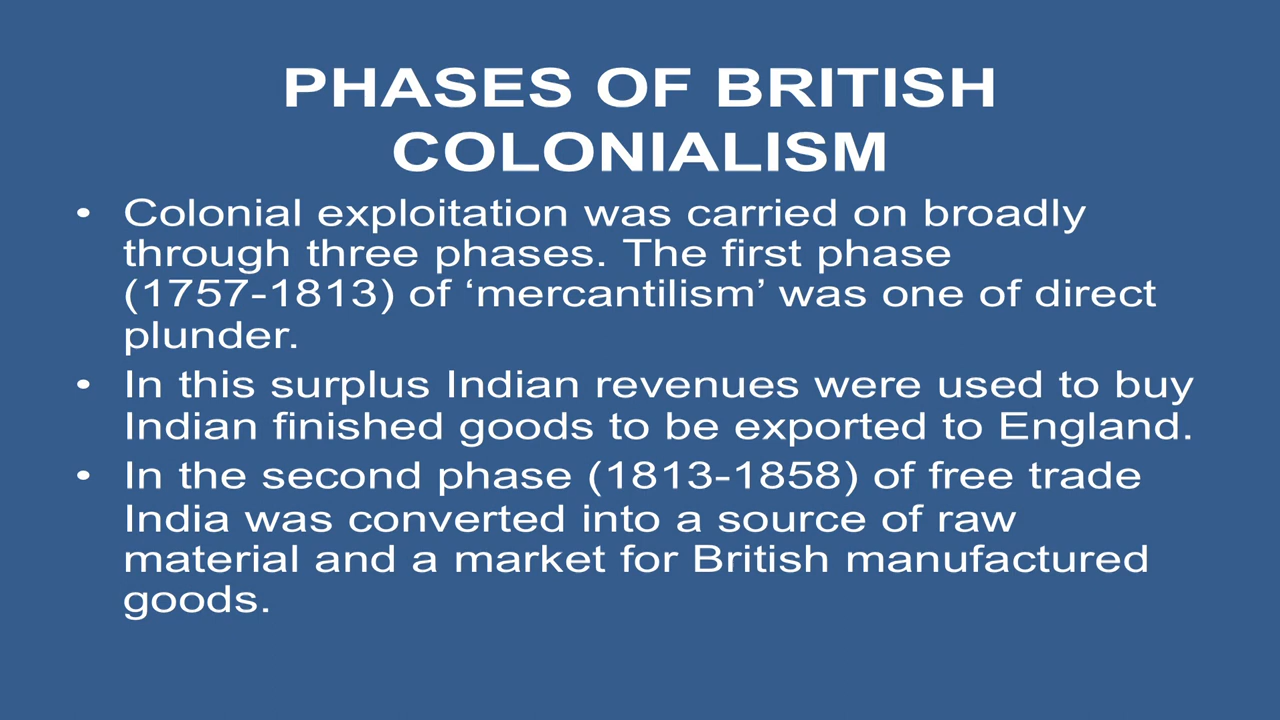 PHASES OF BRITISH
COLONIALISM
• Colonial exploitation was carried on broadly
through three phases. The first phase
(1757-1813) of ‘mercantilism’ was one of direct
plunder.
• In this surplus Indian revenues were used to buy
Indian finished goods to be exported to England.
• In the second phase (1813-1858) of free trade
India was converted into a source of raw
material and a market for British manufactured
goods.